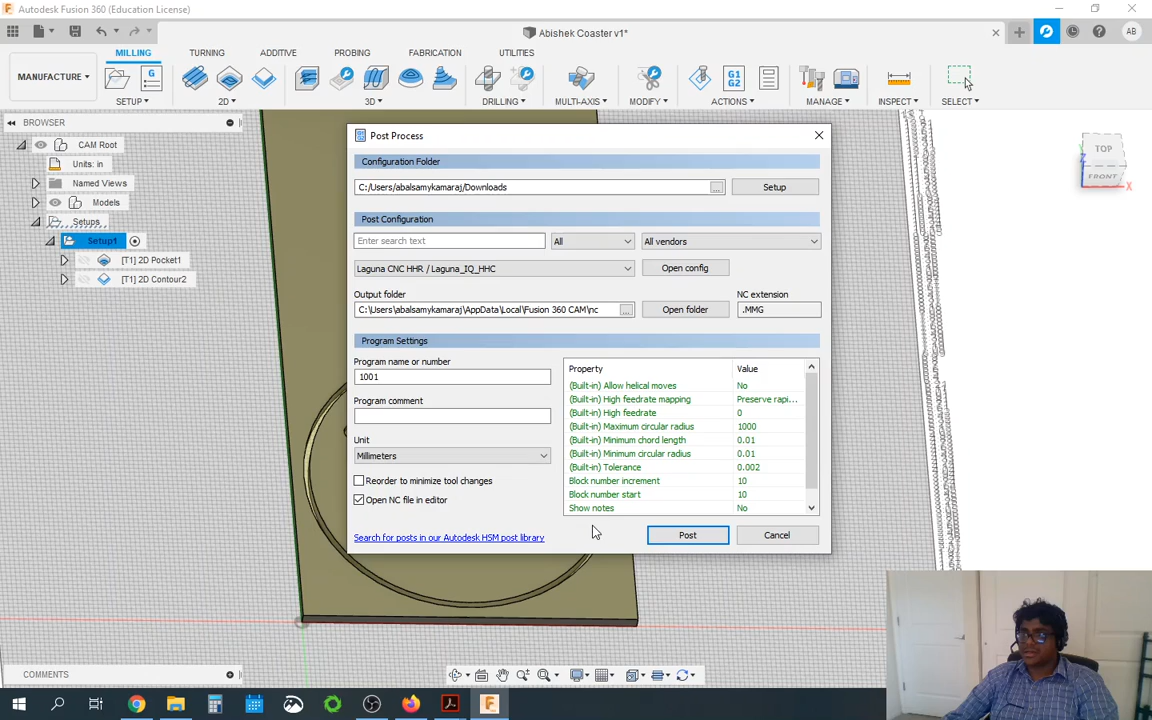 Autodesk Fusion 360 (Education License)
Abishek Coaster v1*
AB
MILLING TURNING ADDITIVE PROBING FABRICATION UTILITIES
MANUFACTURE
G
G1
G2
SETUP 2D 3D DRILLING MULTI-AXIS MODIFY ACTIONS MANAGE INSPECT SELECT
BROWSER
CAM Root
Units: in
Named Views
Models
Setups
Setup1
[T1] 2D Pocket1
[T1] 2D Contour2
TOP
FRONT
Z
X
Post Process
Configuration Folder
C:/Users/abalsamykamaraj/Downloads
...
Setup
Post Configuration
Enter search text
All
All vendors
Laguna CNC HHR / Laguna_IQ_HHC
Open config
Output folder
NC extension
C:\Users\abalsamykamaraj\AppData\Local\Fusion 360 CAM\nc
...
Open folder
.MMG
Program Settings
Program name or number
1001
Program comment
Unit
Millimeters
Reorder to minimize tool changes
Open NC file in editor
Property Value
(Built-in) Allow helical moves No
(Built-in) High feedrate mapping Preserve rapi...
(Built-in) High feedrate 0
(Built-in) Maximum circular radius 1000
(Built-in) Minimum chord length 0.01
(Built-in) Minimum circular radius 0.01
(Built-in) Tolerance 0.002
Block number increment 10
Block number start 10
Show notes No
Search for posts in our Autodesk HSM post library
Post
Cancel
COMMENTS